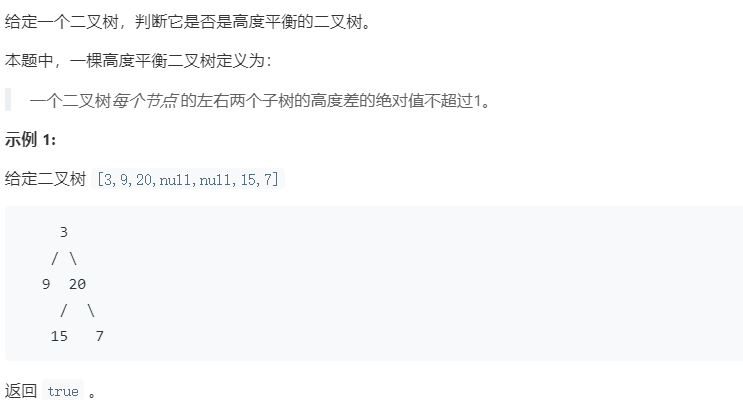 给定一个二叉树，判断它是否是高度平衡的二叉树。
本题中，一棵高度平衡二叉树定义为：
一个二叉树每个节点 的左右两个子树的高度差的绝对值不超过1。
示例 1:
给定二叉树 [3,9,20,null,null,15,7]
3
/ \
9 20
/ \
15 7
返回 true 。